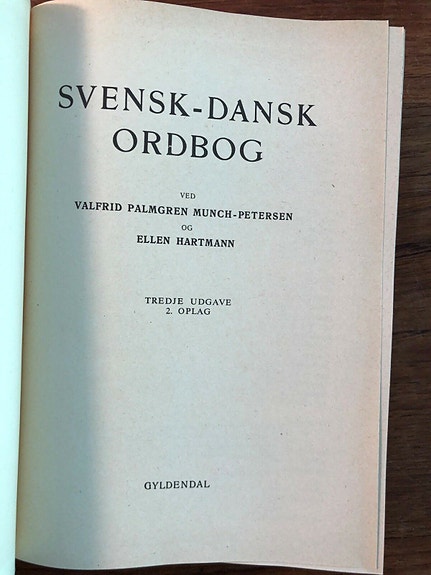 SVENSK-DANSK
ORDBOG
VED
VALFRID PALMGREN MUNCH-PETERSEN
OG
ELLEN HARTMANN
TREDJE UDGAVE
2. OPLAG
GYLDENDAL